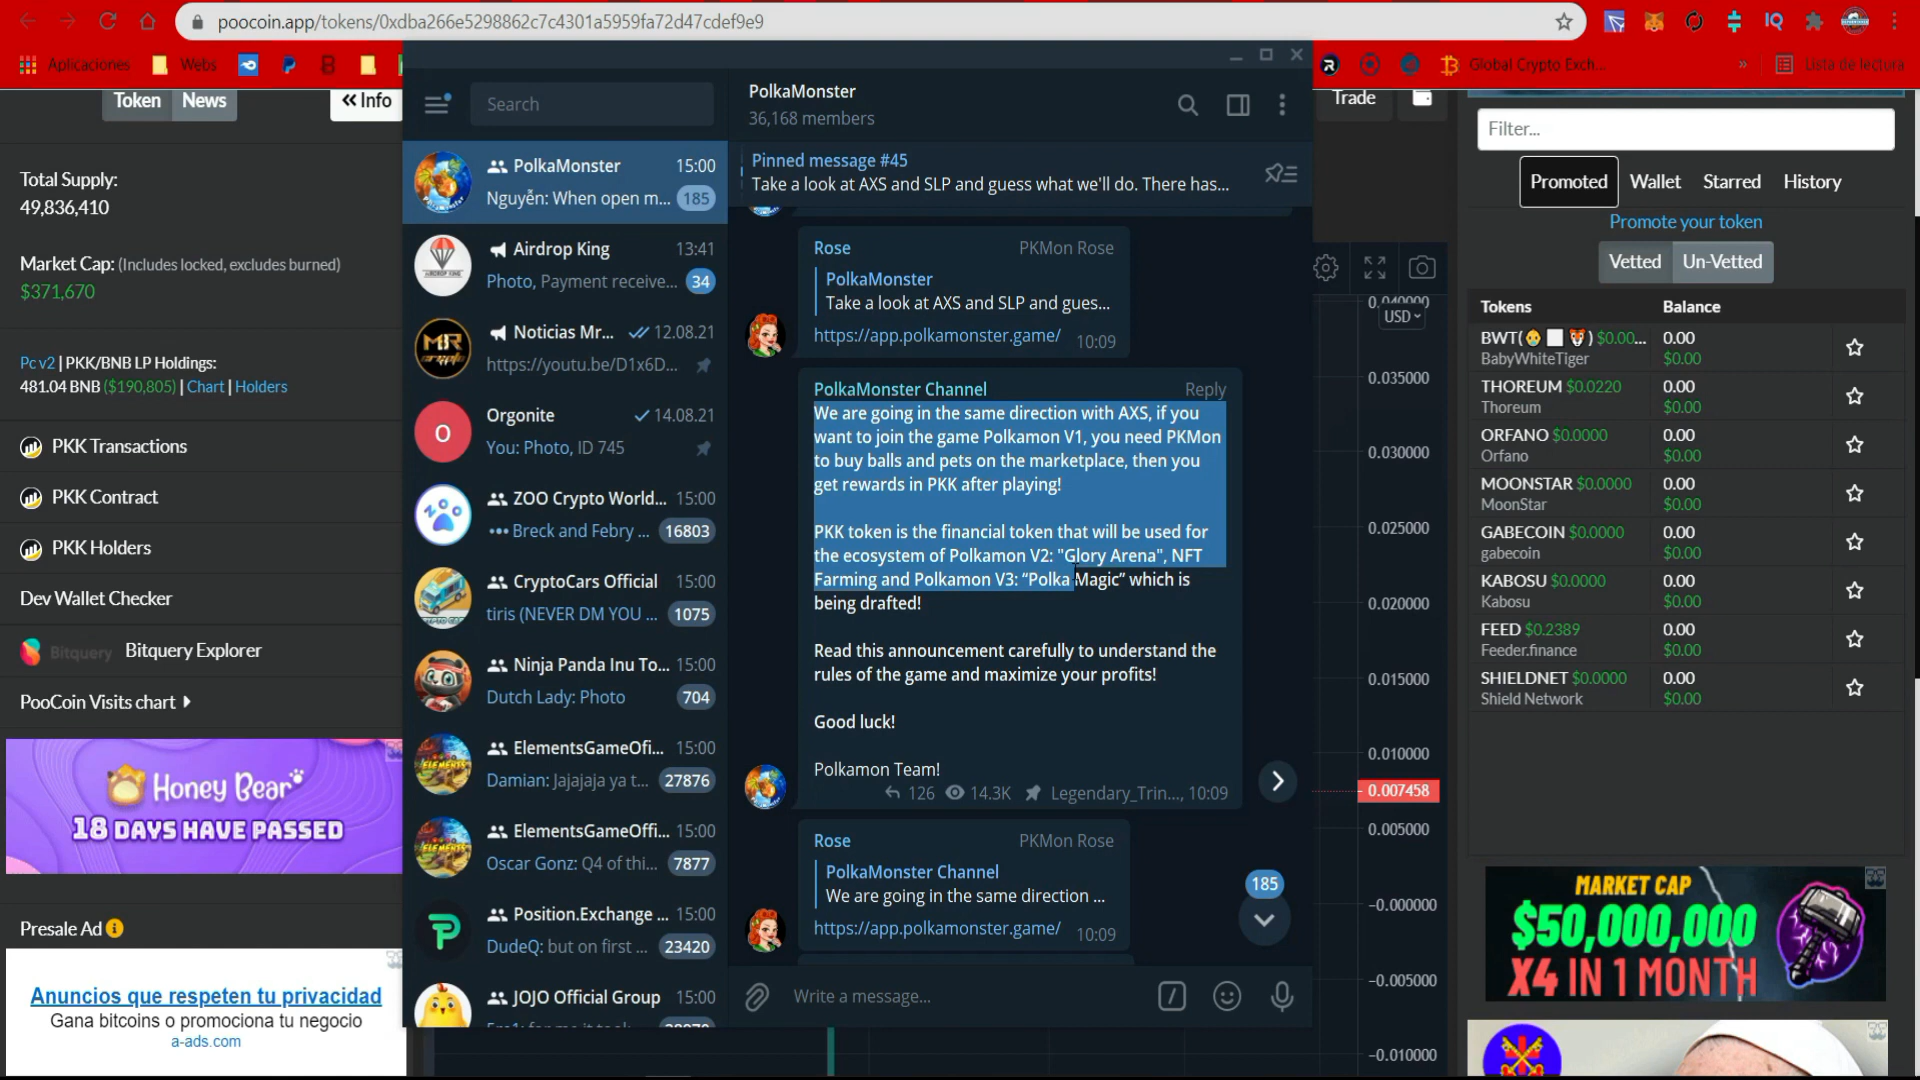 poocoin.app/tokens/0xdba266e5298862c7c4301a5959fa72d47cdef9e9
Aplicaciones
Webs
Global Crypto Exch...
»
Lista de lectura
Token
News
Info
Total Supply:
49,836,410
Market Cap: (Includes locked, excludes burned)
$371,670
Pc v2 | PKK/BNB LP Holdings:
481.04 BNB ($190,805) | Chart | Holders
PKK Transactions
PKK Contract
PKK Holders
Dev Wallet Checker
Bitquery
Bitquery Explorer
PooCoin Visits chart
Honey Bear
18 DAYS HAVE PASSED
Presale Ad
Anuncios que respeten tu privacidad
Gana bitcoins o promociona tu negocio
a-ads.com
Search
PolkaMonster 15:00
Nguyễn: When open m... 185
Airdrop King 13:41
Photo, Payment receive... 34
Noticias Mr... 12.08.21
https://youtu.be/D1x6D...
Orgonite 14.08.21
You: Photo, ID 745
ZOO Crypto World... 15:00
Breck and Febry ... 16803
CryptoCars Official 15:00
tiris (NEVER DM YOU ... 1075
Ninja Panda Inu To... 15:00
Dutch Lady: Photo 704
ElementsGameOfi... 15:00
Damian: Jajajaja ya t... 27876
ElementsGameOffi... 15:00
Oscar Gonz: Q4 of thi... 7877
Position.Exchange ... 15:00
DudeQ: but on first ... 23420
JOJO Official Group 15:00
PolkaMonster
36,168 members
Pinned message #45
Take a look at AXS and SLP and guess what we'll do. There has...
Rose PKMon Rose
PolkaMonster
Take a look at AXS and SLP and gues...
https://app.polkamonster.game/ 10:09
PolkaMonster Channel Reply
We are going in the same direction with AXS, if you
want to join the game Polkamon V1, you need PKMon
to buy balls and pets on the marketplace, then you
get rewards in PKK after playing!
PKK token is the financial token that will be used for
the ecosystem of Polkamon V2: "Glory Arena", NFT
Farming and Polkamon V3: “Polka Magic” which is
being drafted!
Read this announcement carefully to understand the
rules of the game and maximize your profits!
Good luck!
Polkamon Team!
126 14.3K Legendary_Trin..., 10:09
Rose PKMon Rose
PolkaMonster Channel
We are going in the same direction ...
https://app.polkamonster.game/ 10:09
185
Write a message...
Trade
USD
0.040000
0.035000
0.030000
0.025000
0.020000
0.015000
0.010000
0.007458
0.005000
-0.000000
-0.005000
-0.010000
Filter...
Promoted
Wallet
Starred
History
Promote your token
Vetted
Un-Vetted
Tokens Balance
BWT( ) $0.00... 0.00
BabyWhiteTiger $0.00
THOREUM $0.0220 0.00
Thoreum $0.00
ORFANO $0.0000 0.00
Orfano $0.00
MOONSTAR $0.0000 0.00
MoonStar $0.00
GABECOIN $0.0000 0.00
gabecoin $0.00
KABOSU $0.0000 0.00
Kabosu $0.00
FEED $0.2389 0.00
Feeder.finance $0.00
SHIELDNET $0.0000 0.00
Shield Network $0.00
MARKET CAP
$50,000,000
X4 IN 1 MONTH